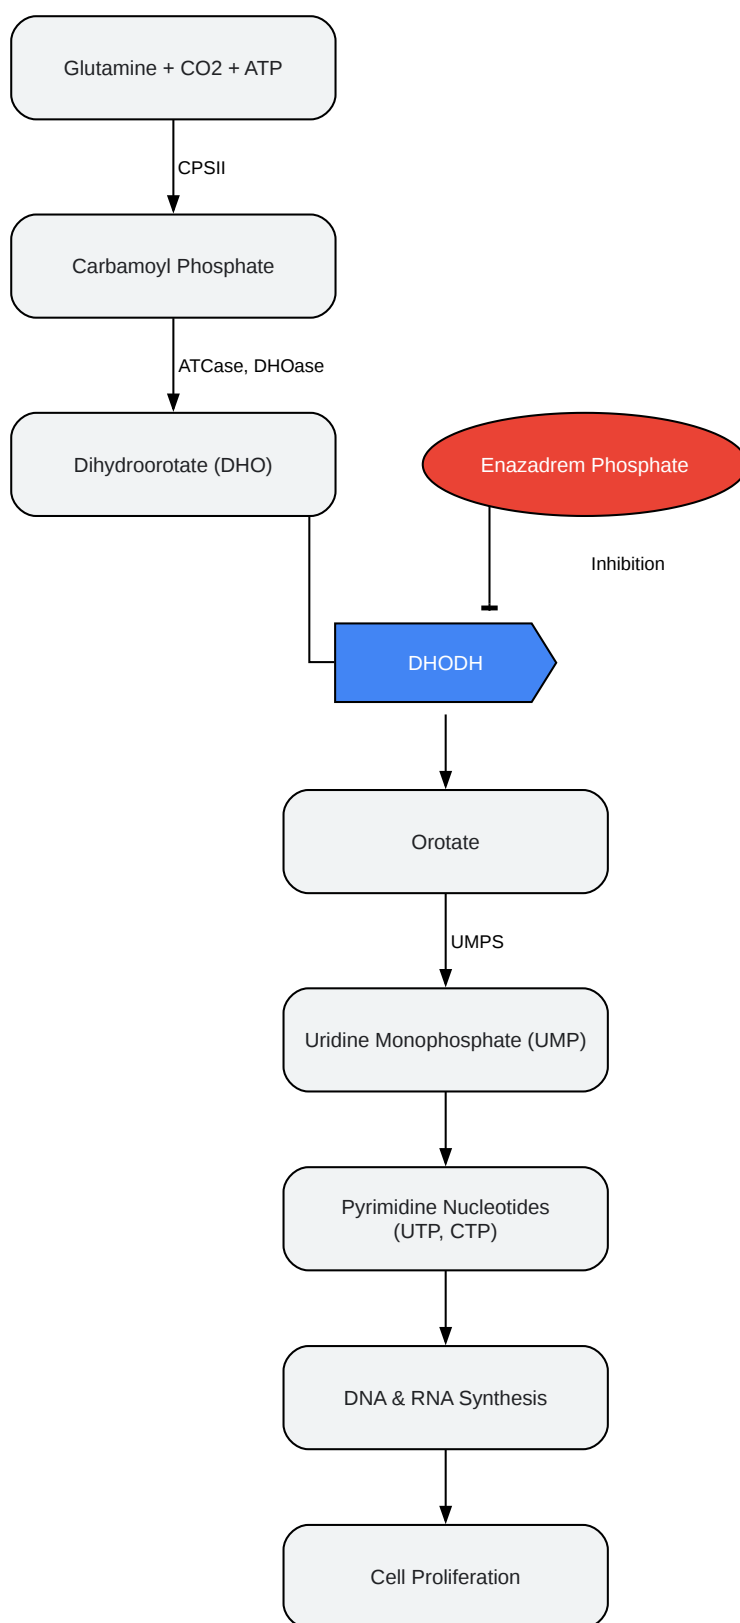 Glutamine + CO2 + ATP
CPSII
Carbamoyl Phosphate
ATCase, DHOase
Dihydroorotate (DHO)
Enazadrem Phosphate
Inhibition
DHODH
Orotate
UMPS
Uridine Monophosphate (UMP)
Pyrimidine Nucleotides
(UTP, CTP)
DNA & RNA Synthesis
Cell Proliferation